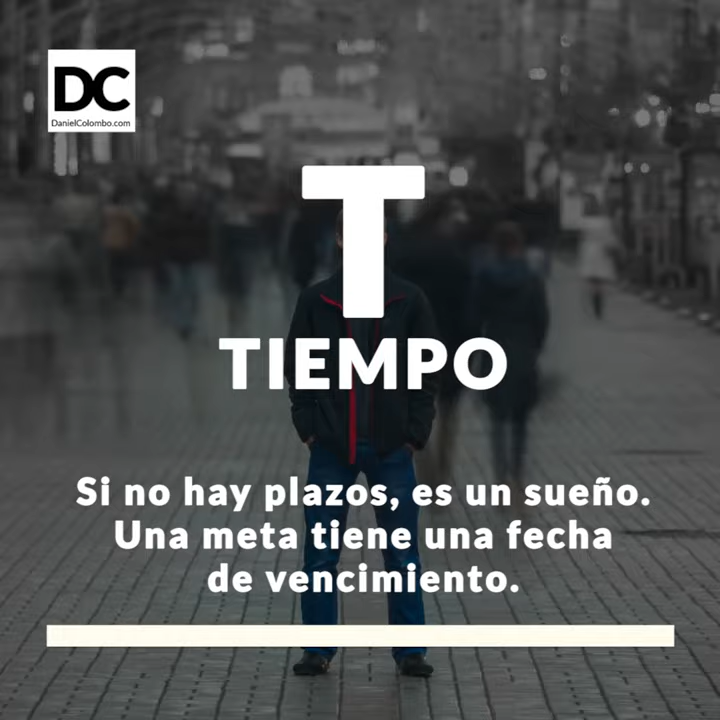 DC
DanielColombo.com
T
TIEMPO
Si no hay plazos, es un sueño.
Una meta tiene una fecha
de vencimiento.